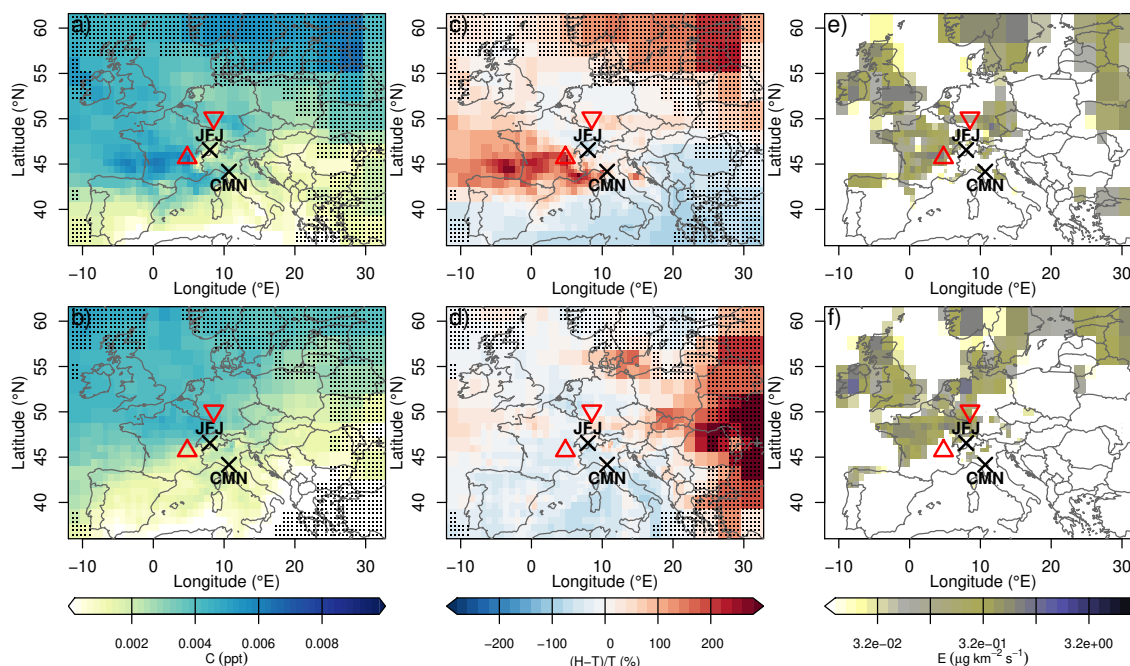 a) c) e)
60 60 60
55 55 55
50 50 50
45 45 45
40 40 40
Latitude (°N) Latitude (°N) Latitude (°N)
JFJ JFJ JFJ
CMN CMN CMN
−10 0 10 20 30 −10 0 10 20 30 −10 0 10 20 30
Longitude (°E) Longitude (°E) Longitude (°E)
b) d) f)
60 60 60
55 55 55
50 50 50
45 45 45
40 40 40
Latitude (°N) Latitude (°N) Latitude (°N)
JFJ JFJ JFJ
CMN CMN CMN
−10 0 10 20 30 −10 0 10 20 30 −10 0 10 20 30
Longitude (°E) Longitude (°E) Longitude (°E)
0.002 0.004 0.006 0.008 −200 −100 0 100 200 3.2e−02 3.2e−01 3.2e+00
C (ppt) (H−T)/T (%) E (μg km⁻² s⁻¹)